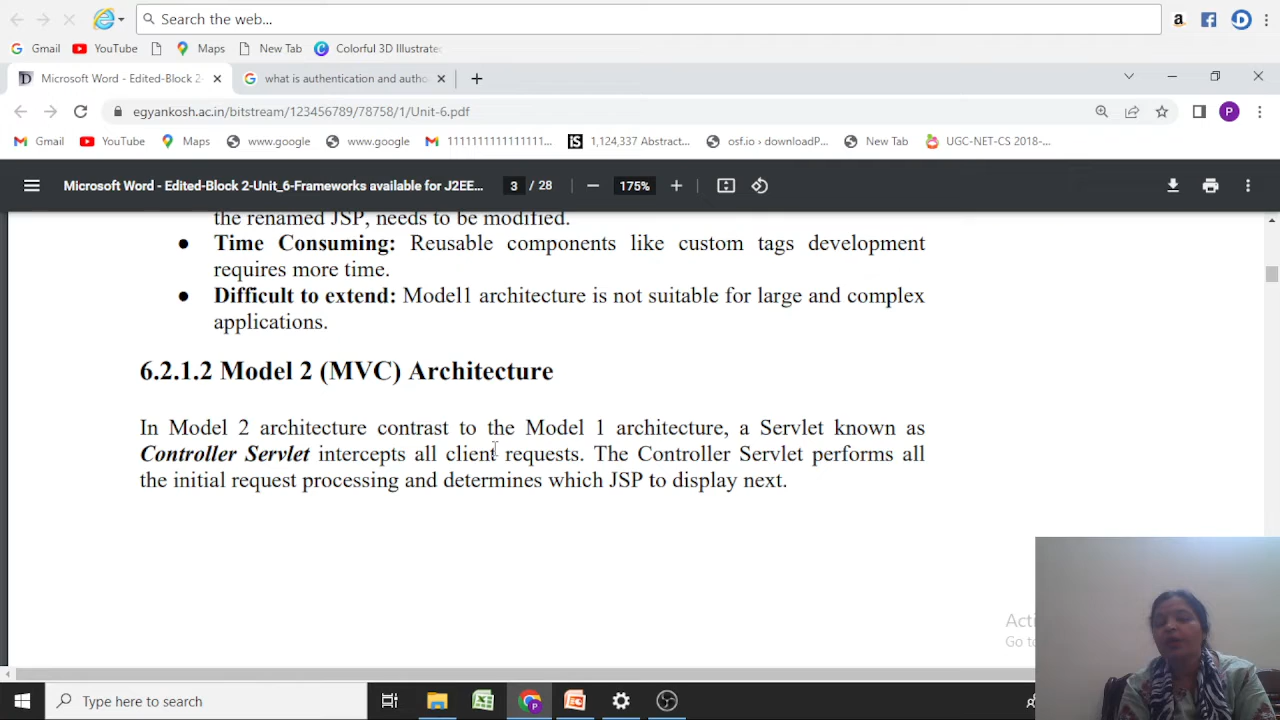 Search the web...
Gmail YouTube Maps New Tab Colorful 3D Illustrate
Microsoft Word - Edited-Block 2- what is authentication and autho
egyankosh.ac.in/bitstream/123456789/78758/1/Unit-6.pdf
Gmail YouTube Maps www.google www.google 1111111111111111... 1,124,337 Abstract... osf.io › downloadP... New Tab UGC-NET-CS 2018-...
Microsoft Word - Edited-Block 2-Unit_6-Frameworks available for J2EE... 3 / 28 175%
the renamed JSP, needs to be modified.
● Time Consuming: Reusable components like custom tags development
requires more time.
● Difficult to extend: Model1 architecture is not suitable for large and complex
applications.
6.2.1.2 Model 2 (MVC) Architecture
In Model 2 architecture contrast to the Model 1 architecture, a Servlet known as
Controller Servlet intercepts all client requests. The Controller Servlet performs all
the initial request processing and determines which JSP to display next.
Type here to search